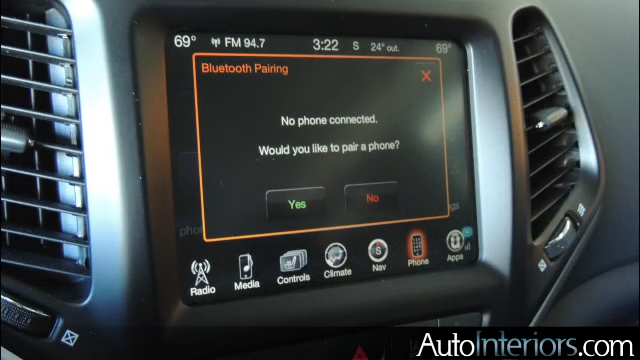 69° FM 94.7 3:22 S 24° out. 69°
Bluetooth Pairing X
No phone connected.
Would you like to pair a phone?
Yes No
Radio Media Controls Climate Nav Phone Apps
AutoInteriors.com